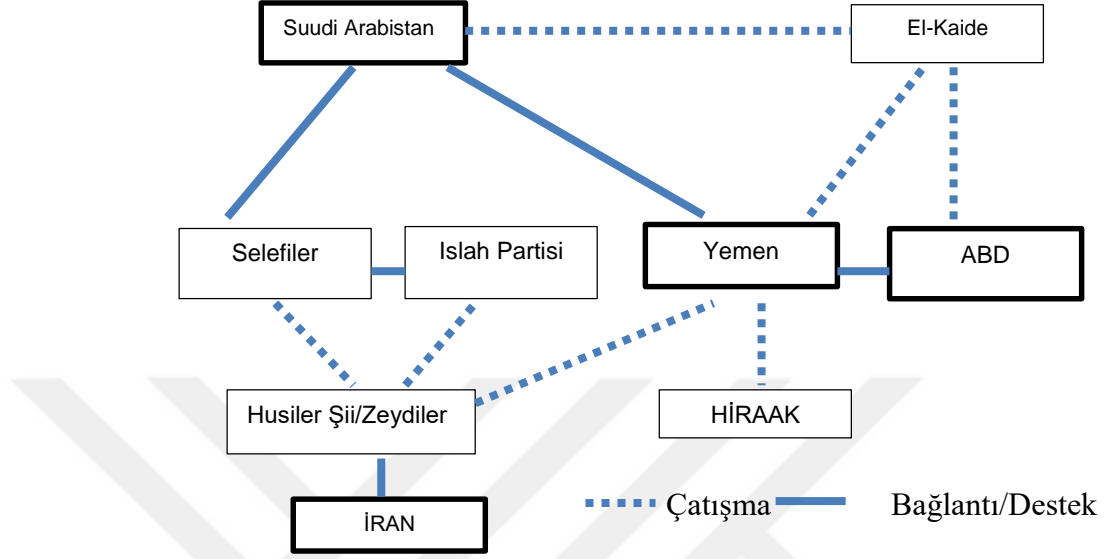 Suudi Arabistan
El-Kaide
Selefiler
Islah Partisi
Yemen
ABD
Husiler Şii/Zeydiler
HİRAAK
İRAN
Çatışma
Bağlantı/Destek